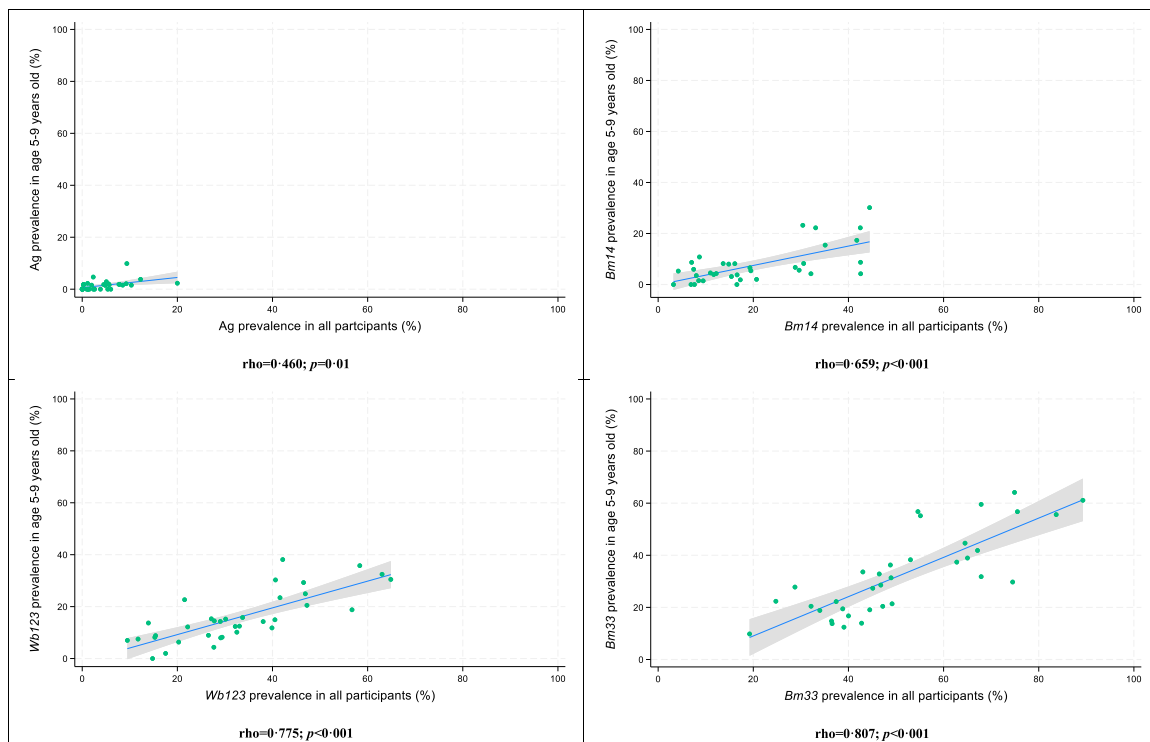 Ag prevalence in age 5-9 years old (%)
100
80
60
40
20
0
0 20 40 60 80 100
Ag prevalence in all partcipants (%)
rho=0·460; p=0·01
Bm14 prevalence in age 5-9 years old (%)
100
80
60
40
20
0
0 20 40 60 80 100
Bm14 prevalence in all participants (%)
rho=0·659; p<0·001
Wb123 prevalence in age 5-9 years old (%)
100
80
60
40
20
0
0 20 40 60 80 100
Wb123 prevalence in all participants (%)
rho=0·775; p<0·001
Bm33 prevalence in age 5-9 years old (%)
100
80
60
40
20
0
0 20 40 60 80 100
Bm33 prevalence in all participants (%)
rho=0·807; p<0·001